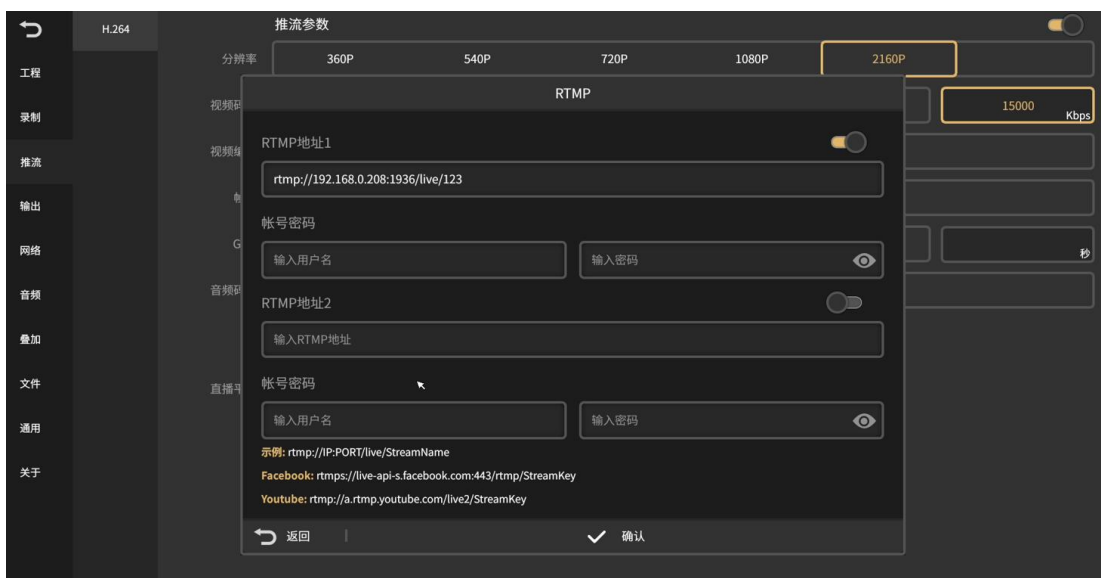 H.264
推流参数
工程
录制
推流
输出
网络
音频
叠加
文件
通用
关于
分辨率 360P 540P 720P 1080P 2160P
视频码
15000 Kbps
视频编
帧
G
秒
音频码
直播平
RTMP
RTMP地址1
rtmp://192.168.0.208:1936/live/123
帐号密码
输入用户名 输入密码
RTMP地址2
输入RTMP地址
帐号密码
输入用户名 输入密码
示例: rtmp://IP:PORT/live/StreamName
Facebook: rtmps://live-api-s.facebook.com:443/rtmp/StreamKey
Youtube: rtmp://a.rtmp.youtube.com/live2/StreamKey
返回 确认